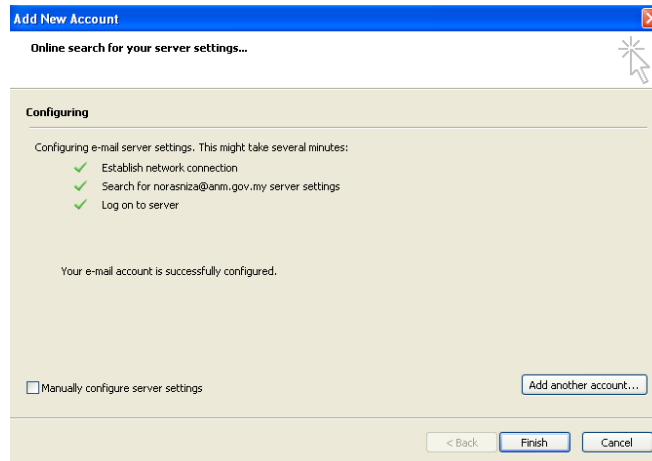 Add New Account
Online search for your server settings...
Configuring
Configuring e-mail server settings. This might take several minutes:
Establish network connection
Search for norasniza@anm.gov.my server settings
Log on to server
Your e-mail account is successfully configured.
Manually configure server settings
Add another account...
< Back
Finish
Cancel